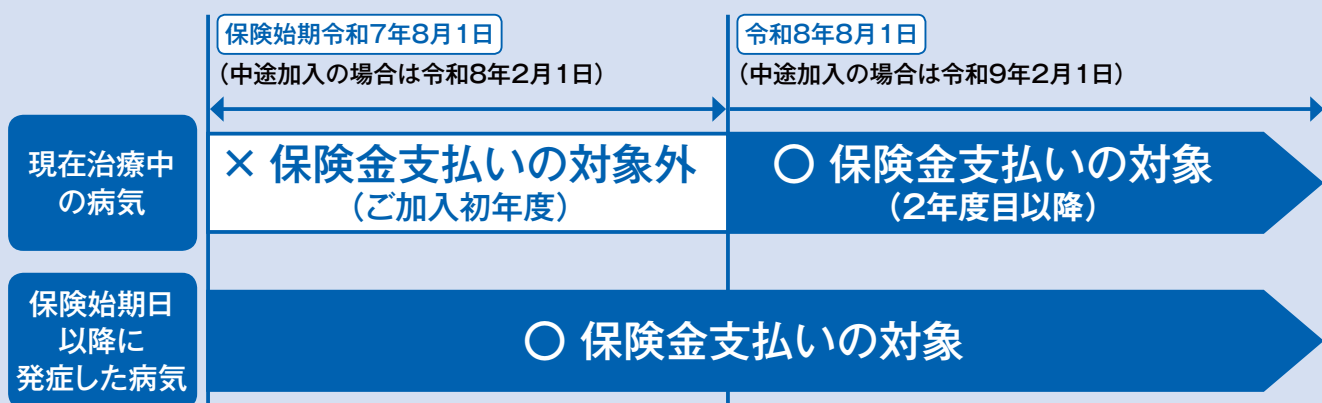 保険始期令和7年8月1日
(中途加入の場合は令和8年2月1日)
令和8年8月1日
(中途加入の場合は令和9年2月1日)
現在治療中
の病気
× 保険金支払いの対象外
(ご加入初年度)
○ 保険金支払いの対象
(2年度目以降)
保険始期日
以降に
発症した病気
○ 保険金支払いの対象